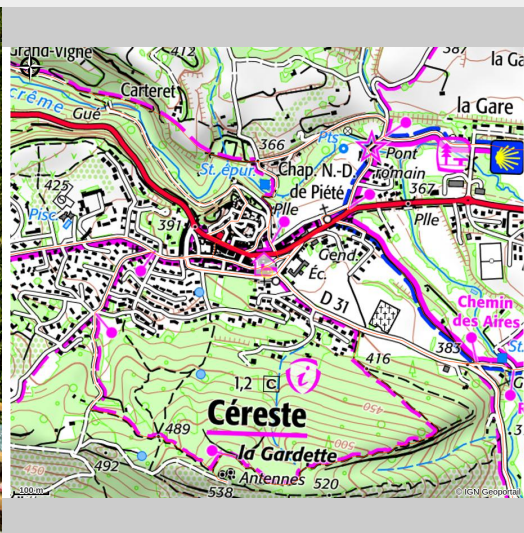 Grand-Vigne
412
387
la Ga
Carteret
crême
Gué
la Gare
366
Pts
Pont
romain
St. épur.
Chap. N.-D.
de Piété
367
425
Plle
Plle
Pisc.
391
Gend.
Éc
D 31
Chemin
des Aires
383
St.
416
1,2 C
i
450
Céreste
500
489
la Gardette
450
492
Antennes
520
538
100 m
© IGN Geoportail